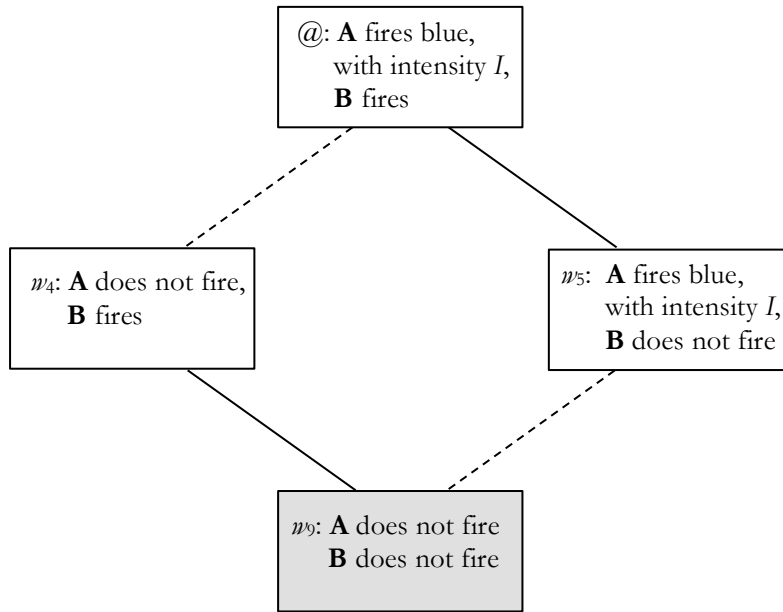 @: A fires blue,
with intensity I,
B fires
w4: A does not fire,
B fires
w5: A fires blue,
with intensity I,
B does not fire
w9: A does not fire
B does not fire